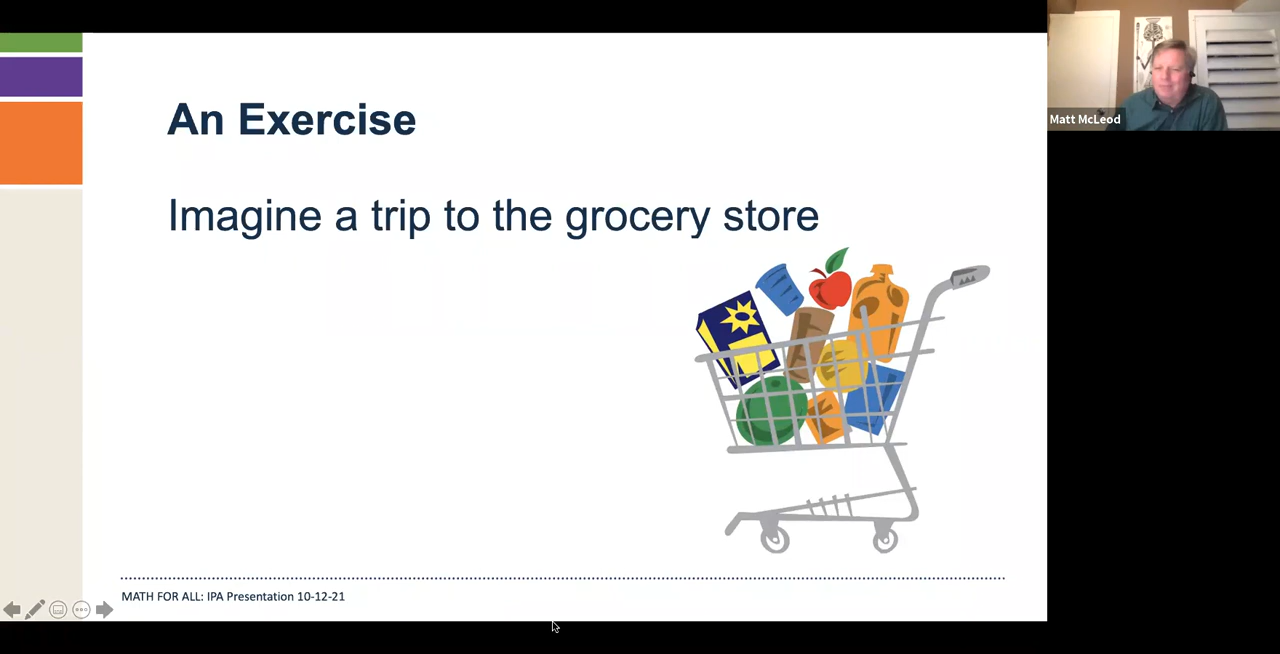 An Exercise
Imagine a trip to the grocery store
MATH FOR ALL: IPA Presentation 10-12-21
Matt McLeod